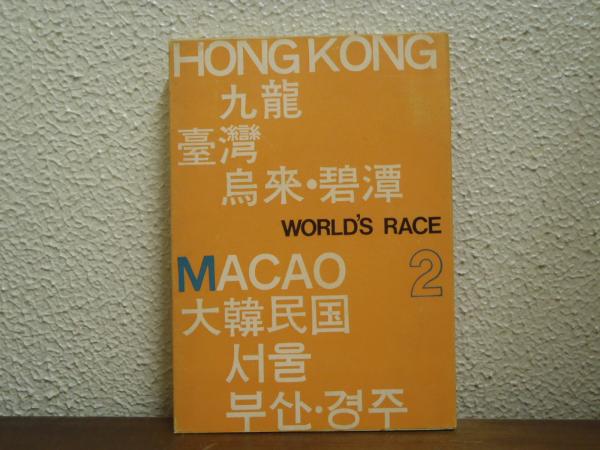 HONG KONG
九龍
臺灣
烏來・碧潭
WORLD'S RACE
MACAO 2
大韓民国
서울
부산・경주